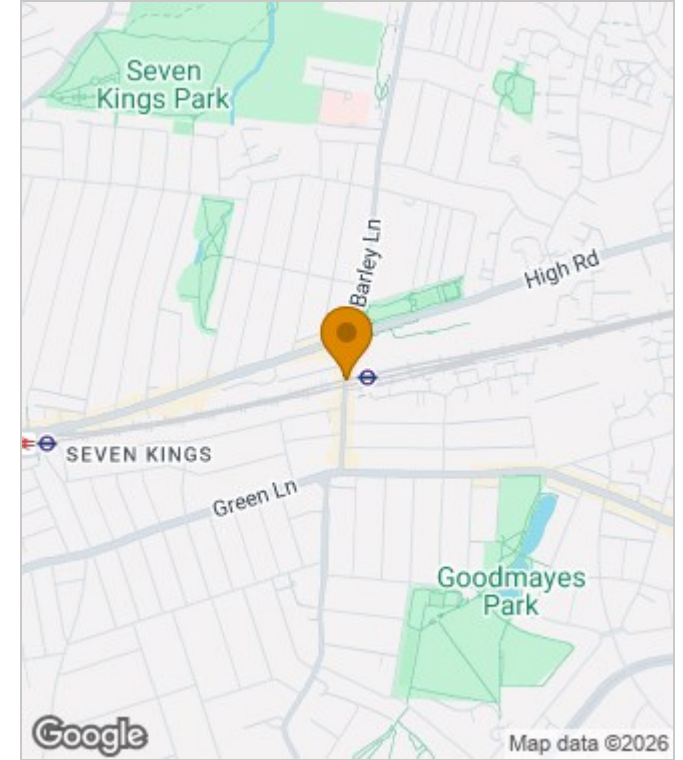 Seven
Kings Park
Barley Ln
High Rd
SEVEN KINGS
Green Ln
Goodmayes
Park
Google
Map data ©2026